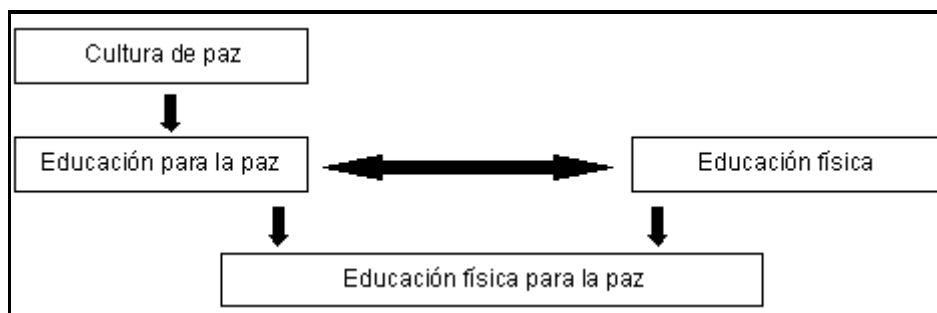 Cultura de paz
Educación para la paz
Educación física
Educación física para la paz